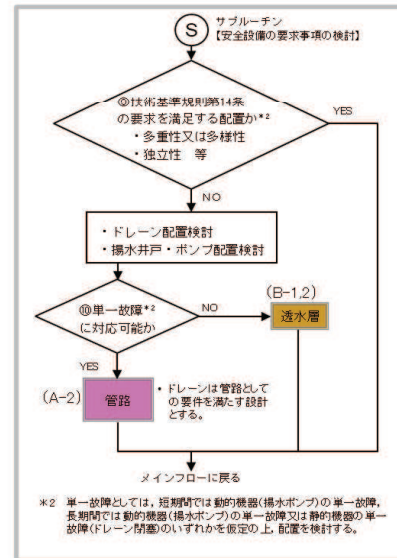 S
サブルーチン
【安全設備の要求事項の検討】
⑨技術基準規則第14条
の要求を満足する配置か*2
・多重性又は多様性
・独立性 等
YES
NO
・ドレーン配置検討
・揚水井戸・ポンプ配置検討
⑩単一故障*2
に対応可能か
NO
(B-1,2)
透水層
YES
(A-2)
管路
・ドレーンは管路として
の要件を満たす設計
とする。
メインフローに戻る
*2 単一故障としては，短期間では動的機器(揚水ポンプ)の単一故障，
長期間では動的機器(揚水ポンプ)の単一故障又は静的機器の単一
故障(ドレーン閉塞)のいずれかを仮定の上，配置を検討する。